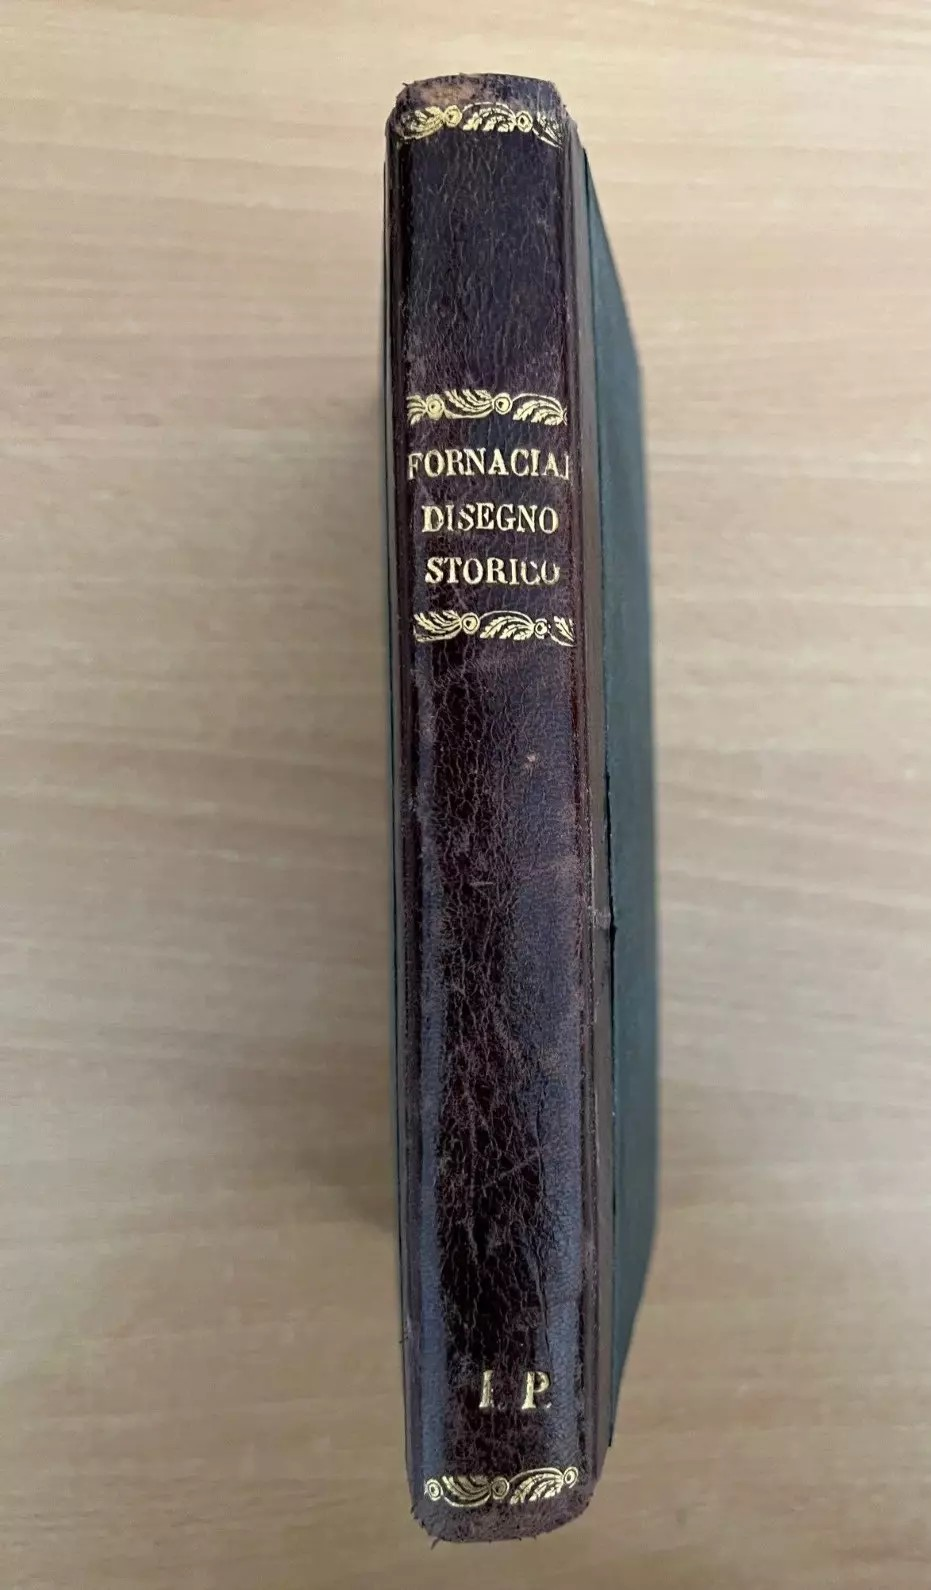 FORNACIAI
DISEGNO
STORICO
I. P.